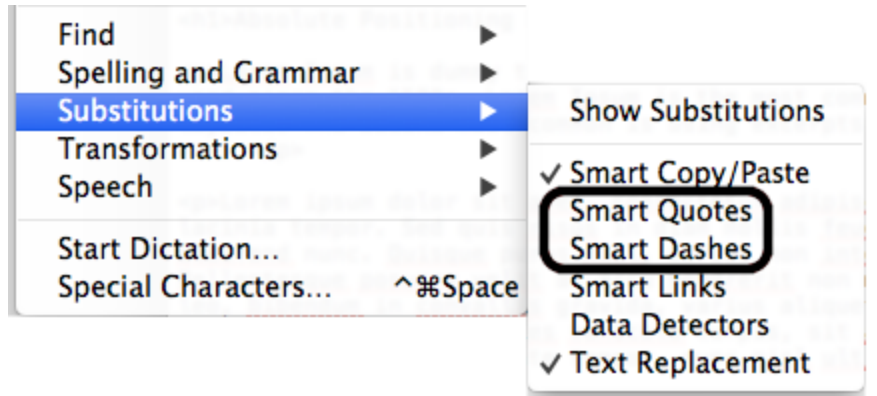 Find
Spelling and Grammar
Substitutions
Transformations
Speech
Start Dictation...
Special Characters... ^⌘Space
Show Substitutions
Smart Copy/Paste
Smart Quotes
Smart Dashes
Smart Links
Data Detectors
Text Replacement